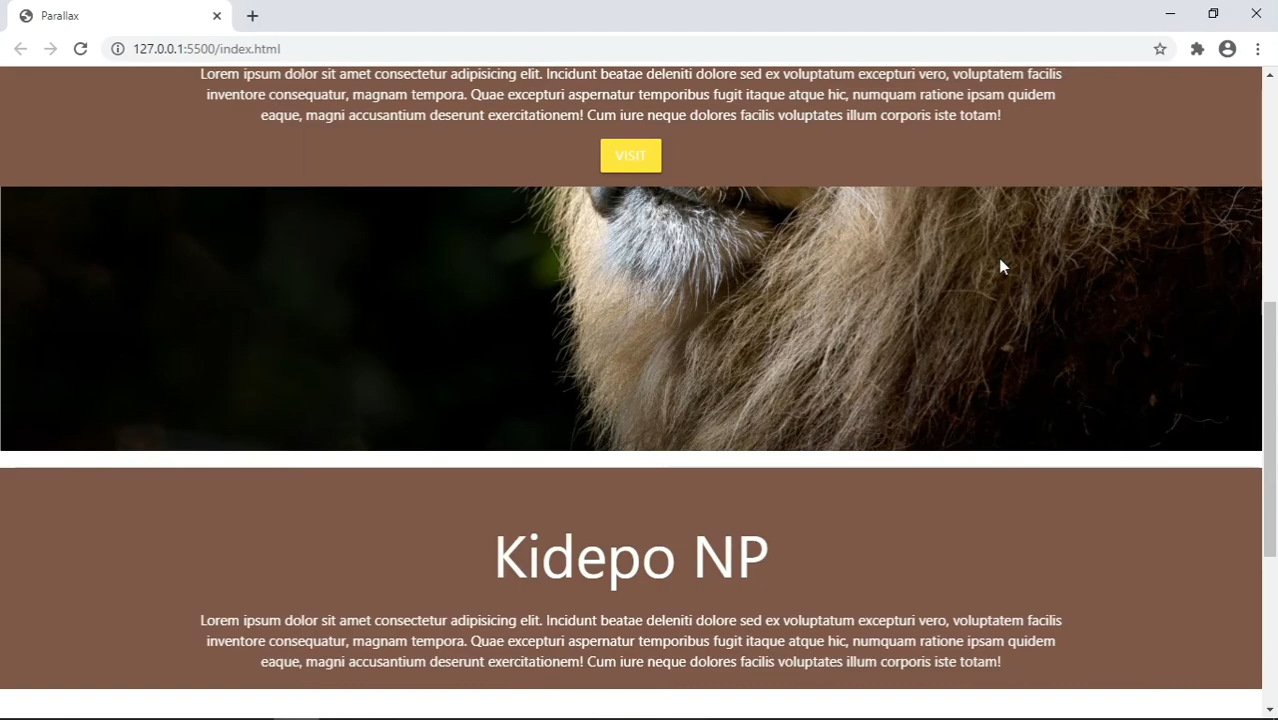 Parallax
127.0.0.1:5500/index.html
Lorem ipsum dolor sit amet consectetur adipisicing elit. Incidunt beatae deleniti dolore sed ex voluptatum excepturi vero, voluptatem facilis
inventore consequatur, magnam tempora. Quae excepturi aspernatur temporibus fugit itaque atque hic, numquam ratione ipsam quidem
eaque, magni accusantium deserunt exercitationem! Cum iure neque dolores facilis voluptates illum corporis iste totam!
VISIT
Kidepo NP
Lorem ipsum dolor sit amet consectetur adipisicing elit. Incidunt beatae deleniti dolore sed ex voluptatum excepturi vero, voluptatem facilis
inventore consequatur, magnam tempora. Quae excepturi aspernatur temporibus fugit itaque atque hic, numquam ratione ipsam quidem
eaque, magni accusantium deserunt exercitationem! Cum iure neque dolores facilis voluptates illum corporis iste totam!